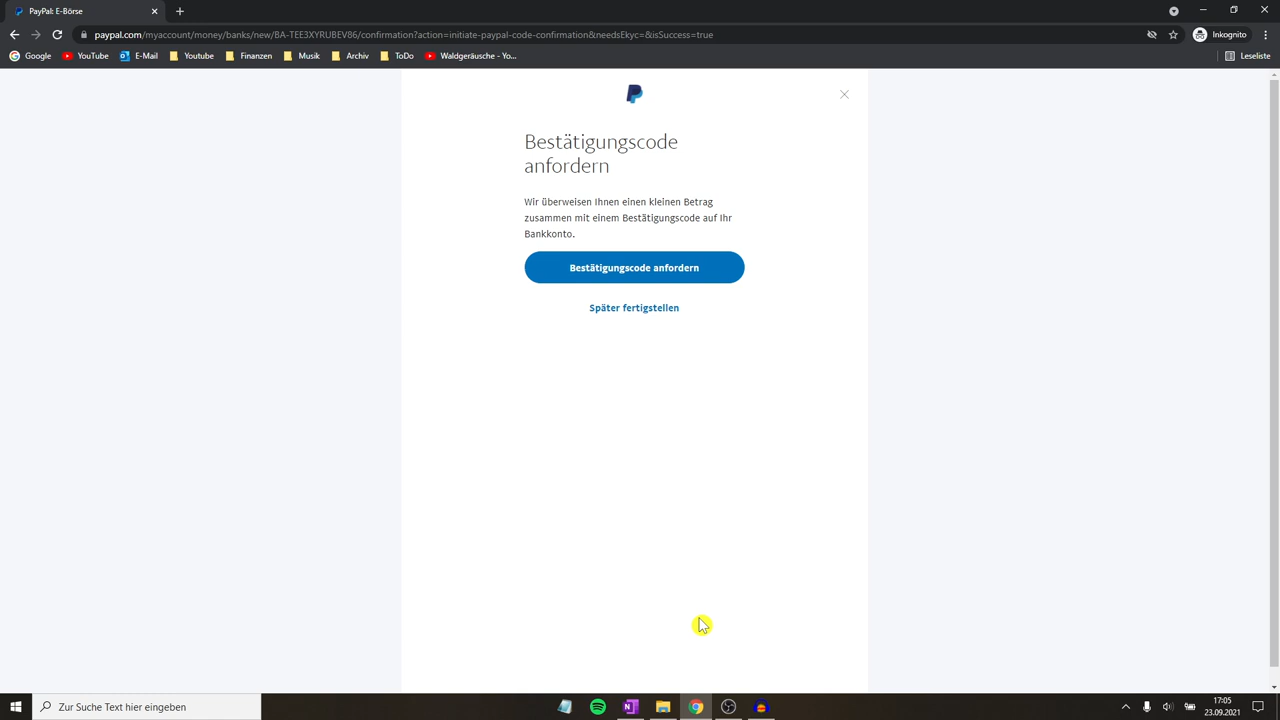 PayPal: E-Börse
paypal.com/myaccount/money/banks/new/BA-TEE3XYRUBEV86/confirmation?action=initiate-paypal-code-confirmation&needsEkyc=&isSuccess=true
Inkognito
Google
YouTube
E-Mail
Youtube
Finanzen
Musik
Archiv
ToDo
Waldgeräusche - Yo...
Leseliste
Bestätigungscode
anfordern
Wir überweisen Ihnen einen kleinen Betrag
zusammen mit einem Bestätigungscode auf Ihr
Bankkonto.
Bestätigungscode anfordern
Später fertigstellen
Zur Suche Text hier eingeben
17:05
23.09.2021